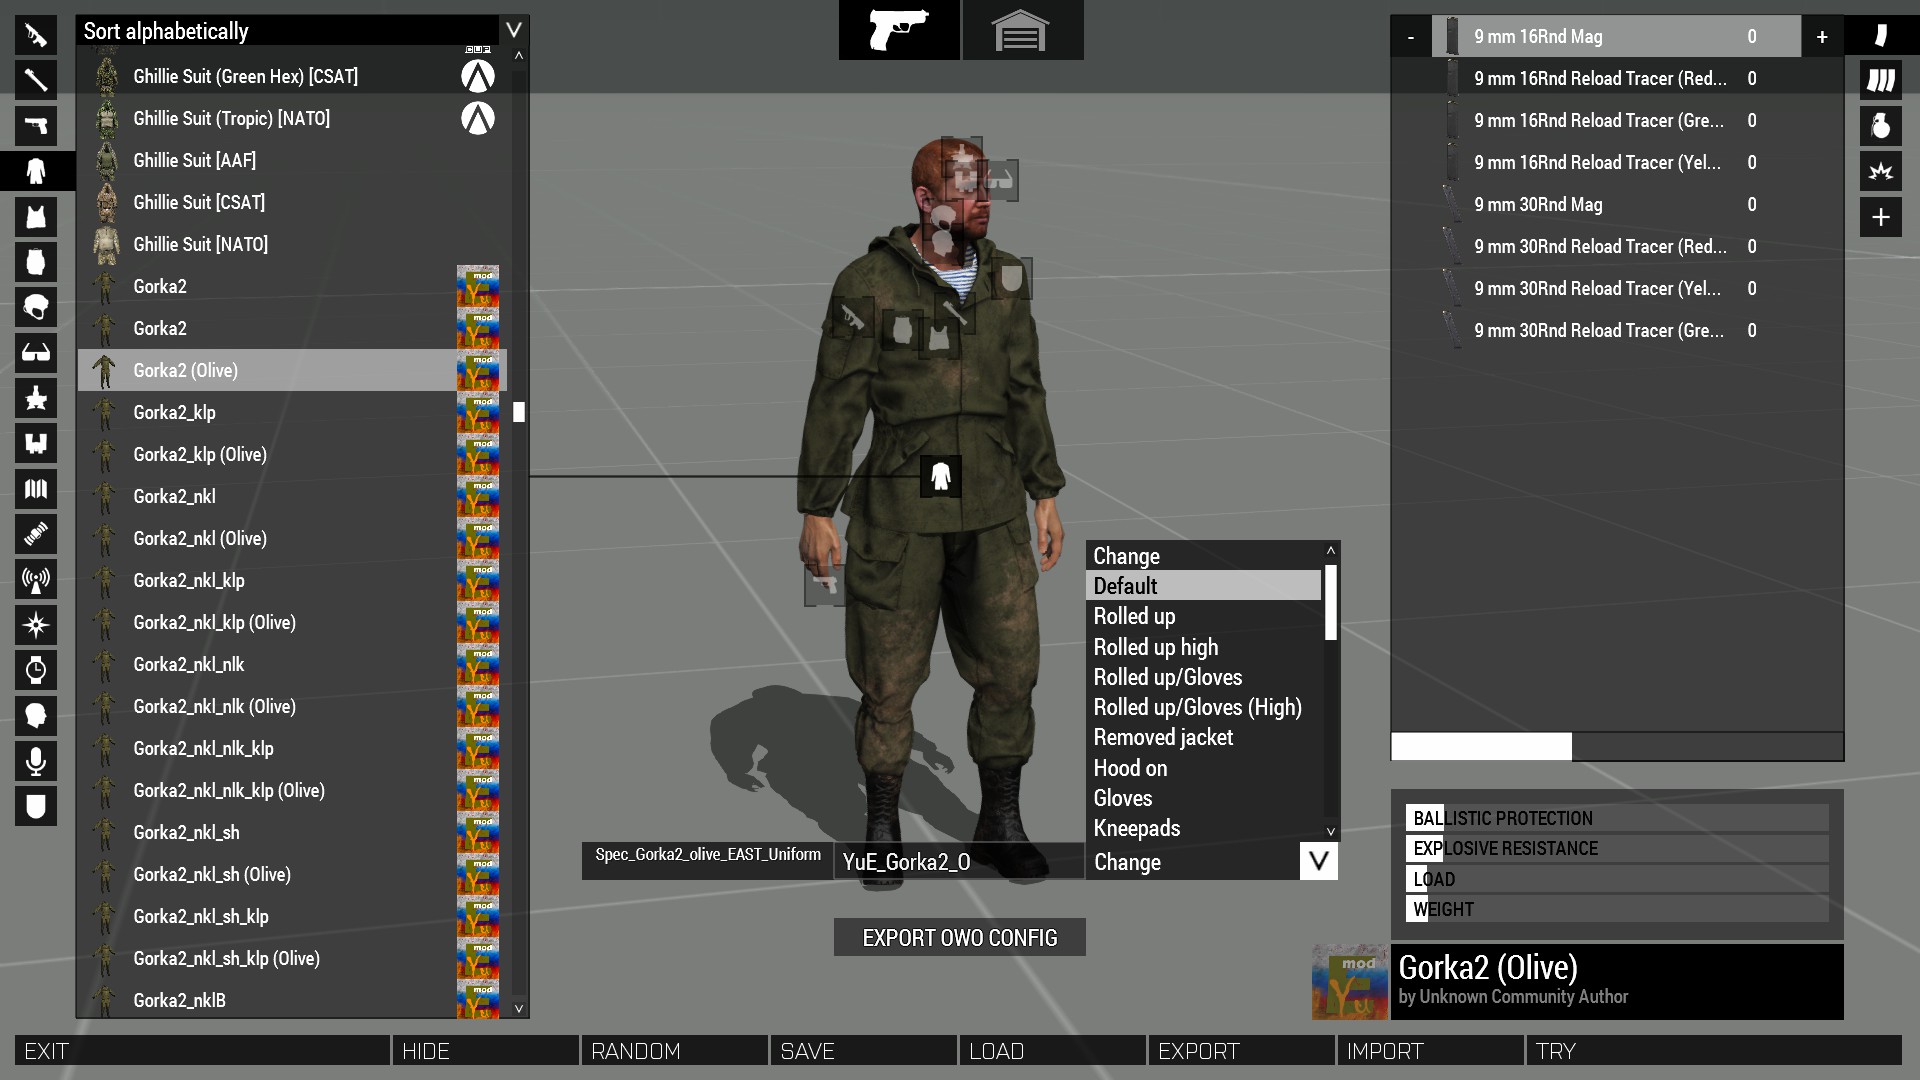 Sort alphabetically
V
Ghillie Suit (Green Hex) [CSAT]
Ghillie Suit (Tropic) [NATO]
Ghillie Suit [AAF]
Ghillie Suit [CSAT]
Ghillie Suit [NATO]
Gorka2
Gorka2
Gorka2 (Olive)
Gorka2_klp
Gorka2_klp (Olive)
Gorka2_nkl
Gorka2_nkl (Olive)
Gorka2_nkl_klp
Gorka2_nkl_klp (Olive)
Gorka2_nkl_nlk
Gorka2_nkl_nlk (Olive)
Gorka2_nkl_nlk_klp
Gorka2_nkl_nlk_klp (Olive)
Gorka2_nkl_sh
Gorka2_nkl_sh (Olive)
Gorka2_nkl_sh_klp
Gorka2_nkl_sh_klp (Olive)
Gorka2_nklB
- 9 mm 16Rnd Mag 0 +
9 mm 16Rnd Reload Tracer (Red... 0
9 mm 16Rnd Reload Tracer (Gre... 0
9 mm 16Rnd Reload Tracer (Yel... 0
9 mm 30Rnd Mag 0
9 mm 30Rnd Reload Tracer (Red... 0
9 mm 30Rnd Reload Tracer (Yel... 0
9 mm 30Rnd Reload Tracer (Gre... 0
Change
Default
Rolled up
Rolled up high
Rolled up/Gloves
Rolled up/Gloves (High)
Removed jacket
Hood on
Gloves
Kneepads
Spec_Gorka2_olive_EAST_Uniform YuE_Gorka2_O Change V
EXPORT OWO CONFIG
BALLISTIC PROTECTION
EXPLOSIVE RESISTANCE
LOAD
WEIGHT
mod
Yu
Gorka2 (Olive)
by Unknown Community Author
EXIT HIDE RANDOM SAVE LOAD EXPORT IMPORT TRY